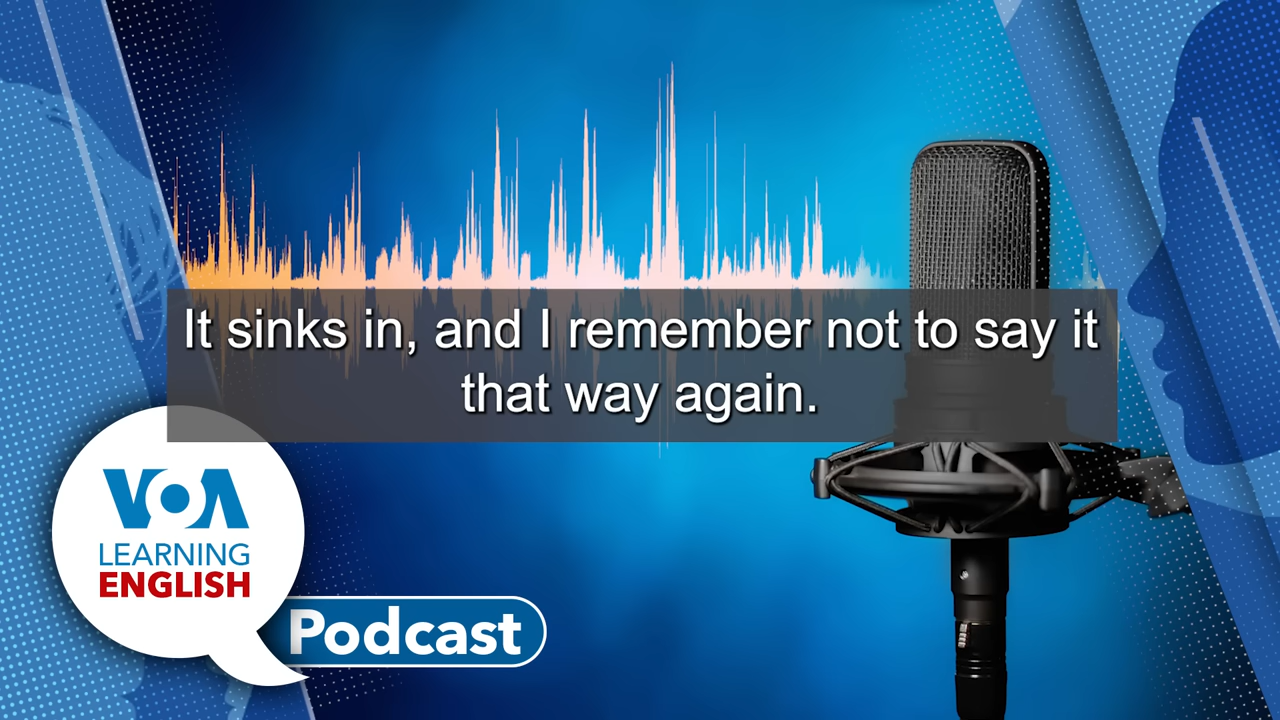 It sinks in, and I remember not to say it
that way again.
VOA
LEARNING
ENGLISH
Podcast